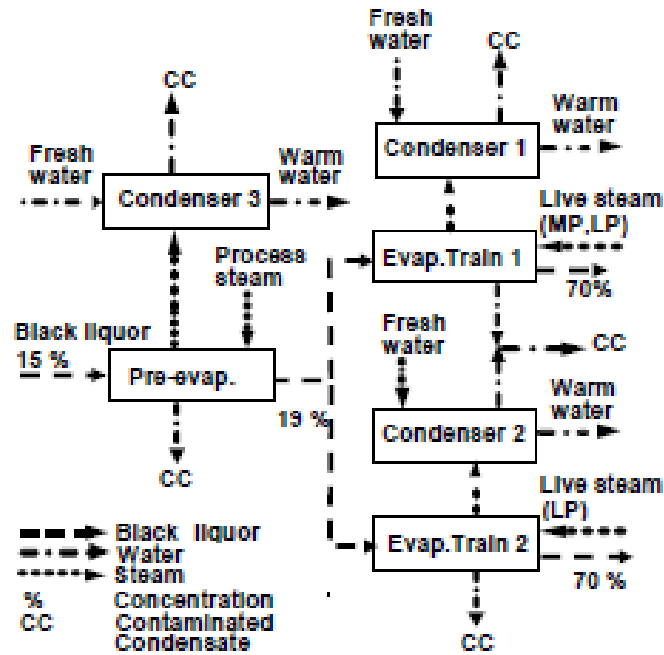 Fresh
water
CC
CC
Warm
water
Condenser 1
Fresh
water
Warm
water
Condenser 3
Live steam
(MP,LP)
Process
steam
Evap.Train 1
70%
Black liquor
15 %
Fresh
water
CC
Pre-evap.
Warm
water
19 %
Condenser 2
CC
Live steam
(LP)
Black liquor
Water
Steam
Evap.Train 2
70 %
% Concentration
CC Contaminated
Condensate
CC